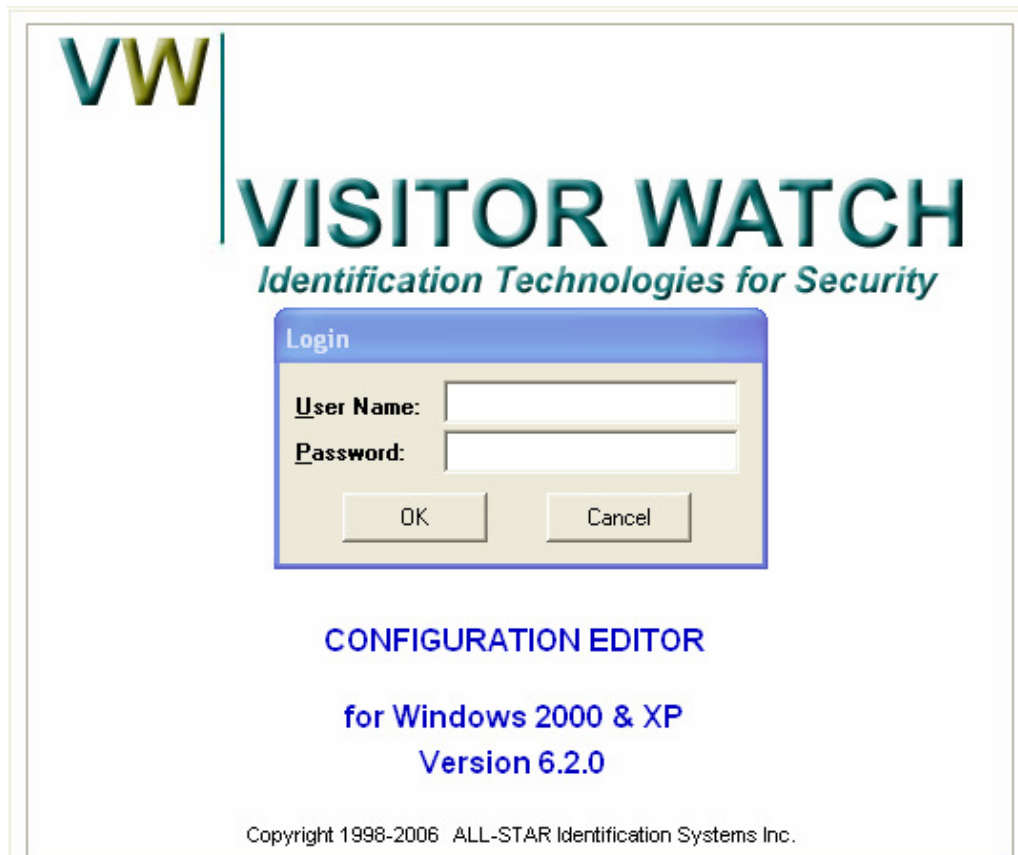 VW
VISITOR WATCH
Identification Technologies for Security
Login
User Name:
Password:
OK Cancel
CONFIGURATION EDITOR
for Windows 2000 & XP
Version 6.2.0
Copyright 1998-2006 ALL-STAR Identification Systems Inc.